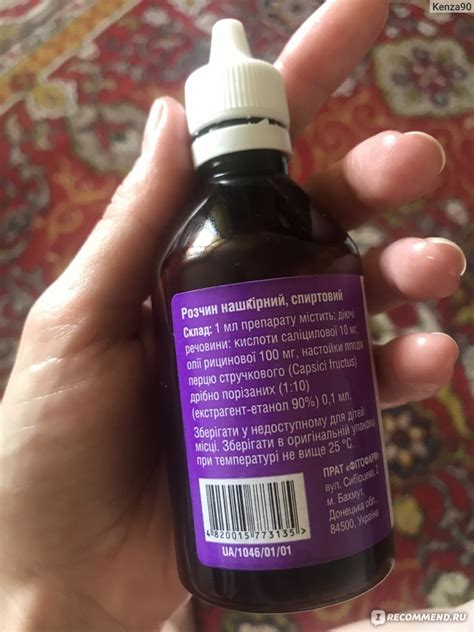 Kenza90
Розчин нашкірний, спиртовий
Склад: 1 мл препарату містить: діючі
речовини: кислоти саліцилової 10 мг,
олії рицинової 100 мг, настойки плодів
перцю стручкового (Capsici fructus)
дрібно порізаних (1:10)
(екстрагент-етанол 90%) 0,1 мл.
Зберігати у недоступному для дітей
місці. Зберігати в оригінальній упаковці
при температурі не вище 25 °С.
ПРАТ «ФІТОФАРМ»
вул. Сибірцева, 2
м. Бахмут,
Донецька обл.,
84500, Україна
4820015773135
UA/1046/01/01
IRECOMMEND.RU